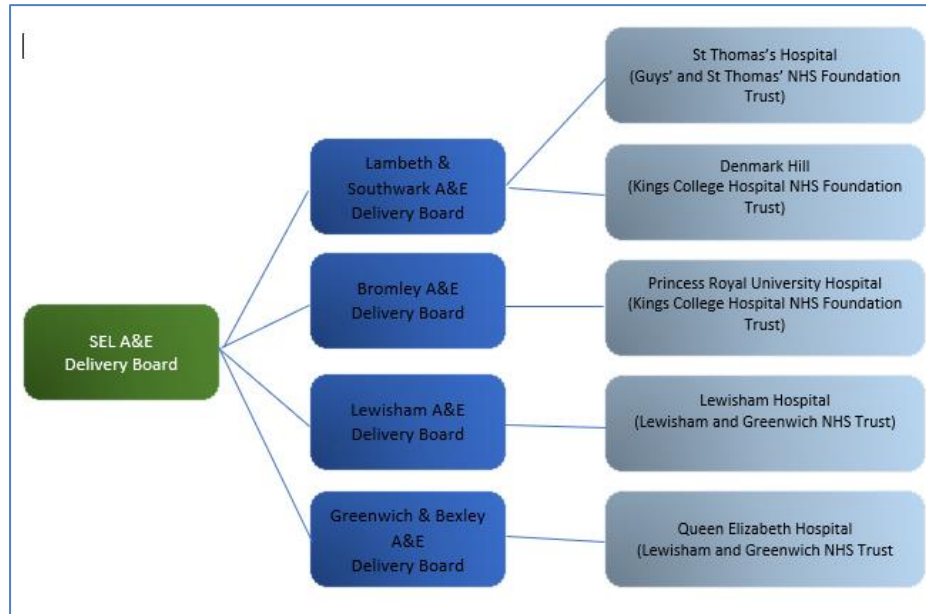 SEL A&E
Delivery Board
Lambeth &
Southwark A&E
Delivery Board
Bromley A&E
Delivery Board
Lewisham A&E
Delivery Board
Greenwich & Bexley
A&E
Delivery Board
St Thomas's Hospital
(Guys' and St Thomas' NHS Foundation
Trust)
Denmark Hill
(Kings College Hospital NHS Foundation
Trust)
Princess Royal University Hospital
(Kings College Hospital NHS Foundation
Trust)
Lewisham Hospital
(Lewisham and Greenwich NHS Trust)
Queen Elizabeth Hospital
(Lewisham and Greenwich NHS Trust